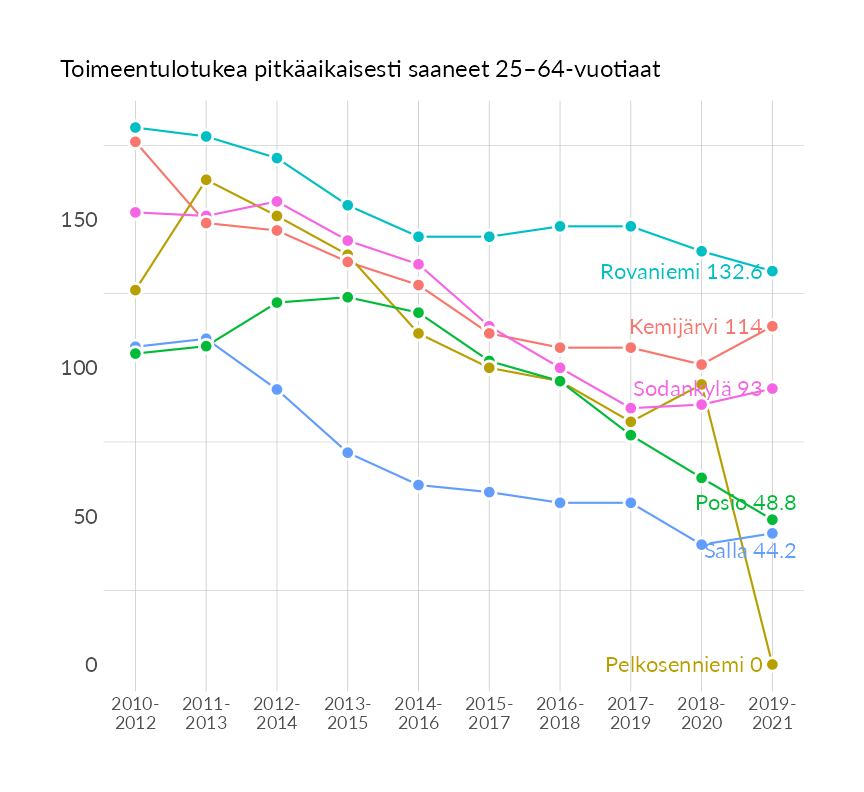 Toimeentulotukea pitkäaikaisesti saaneet 25–64-vuotiaat
150
100
50
0
Rovaniemi 132.6
Kemijärvi 114
Sodankylä 93
Posio 48.8
Salla 44.2
Pelkosenniemi 0
2010- 2011- 2012- 2013- 2014- 2015- 2016- 2017- 2018- 2019-
2012 2013 2014 2015 2016 2017 2018 2019 2020 2021